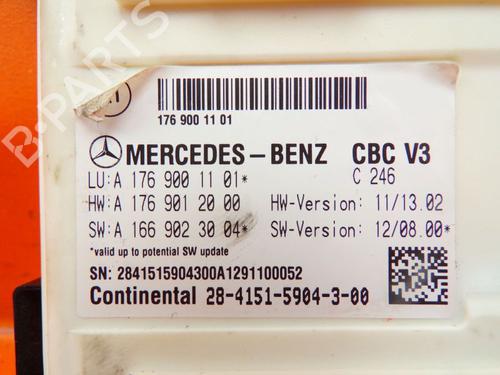 176 900 11 01
MERCEDES-BENZ CBC V3
LU: A 176 900 11 01* C 246
HW: A 176 901 20 00 HW-Version: 11/13.02
SW: A 166 902 33 04* SW-Version: 12/08.00*
*valid up to potential SW update
SN: 2841515904300A1291100052
Continental 28-4151-5904-3-00
B-PARTS